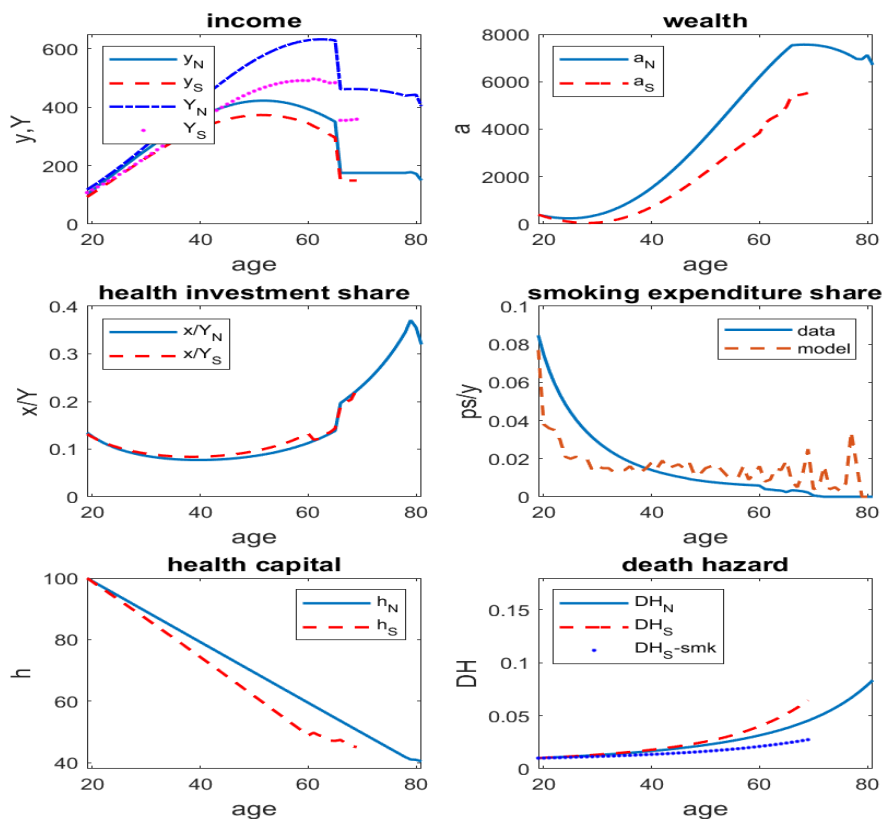 income
y_N
y_S
Y_N
Y_S
600
400
200
0
y,Y
20 40 60 80
age
wealth
a_N
a_S
8000
6000
4000
2000
0
a
20 40 60 80
age
health investment share
x/Y_N
x/Y_S
0.4
0.3
0.2
0.1
0
x/Y
20 40 60 80
age
smoking expenditure share
data
model
0.1
0.08
0.06
0.04
0.02
0
ps/y
20 40 60 80
age
health capital
h_N
h_S
100
80
60
40
h
20 40 60 80
age
death hazard
DH_N
DH_S
DH_S-smk
0.15
0.1
0.05
0
DH
20 40 60 80
age